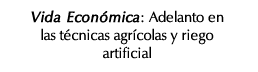 Vida Económica: Adelanto en
las técnicas agrícolas y riego
artificial